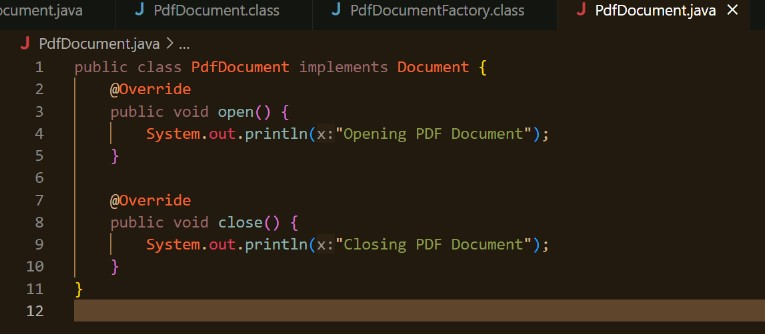 ocument.java J PdfDocument.class J PdfDocumentFactory.class J PdfDocument.java ×
J PdfDocument.java > ...
1 public class PdfDocument implements Document {
2 @Override
3 public void open() {
4 System.out.println(x:"Opening PDF Document");
5 }
6
7 @Override
8 public void close() {
9 System.out.println(x:"Closing PDF Document");
10 }
11 }
12